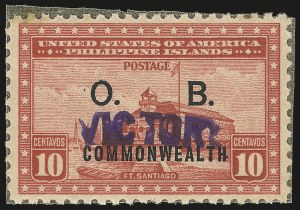 UNITED STATES OF AMERICA
PHILIPPINE ISLANDS
POSTAGE
O. B.
VICTORY
COMMONWEALTH
CENTAVOS CENTAVOS
10 10
FT. SANTIAGO